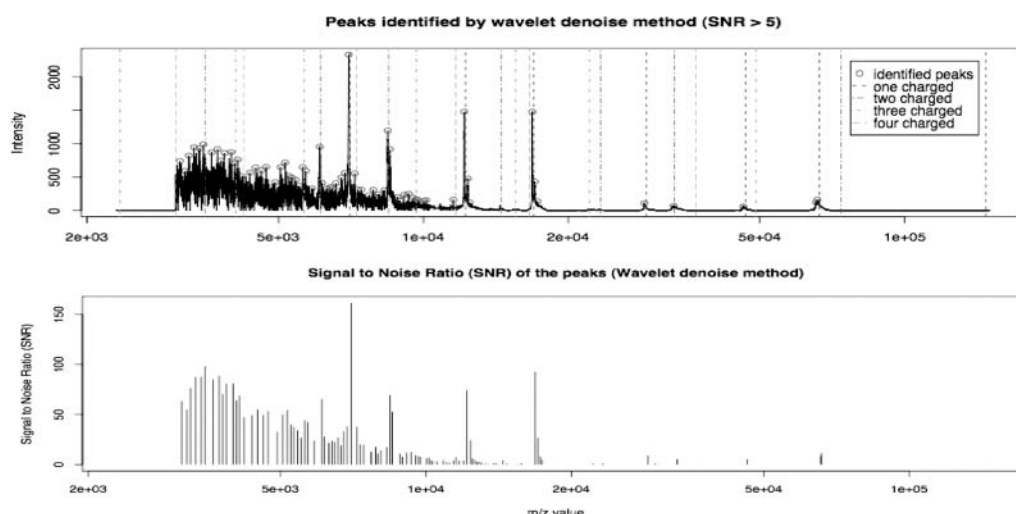 Peaks identified by wavelet denoise method (SNR > 5)
Intensity
2000
1000
500
0
identified peaks
one charged
two charged
three charged
four charged
2e+03 5e+03 1e+04 2e+04 5e+04 1e+05
Signal to Noise Ratio (SNR) of the peaks (Wavelet denoise method)
Signal to Noise Ratio (SNR)
150
100
50
0
2e+03 5e+03 1e+04 2e+04 5e+04 1e+05
m/z value